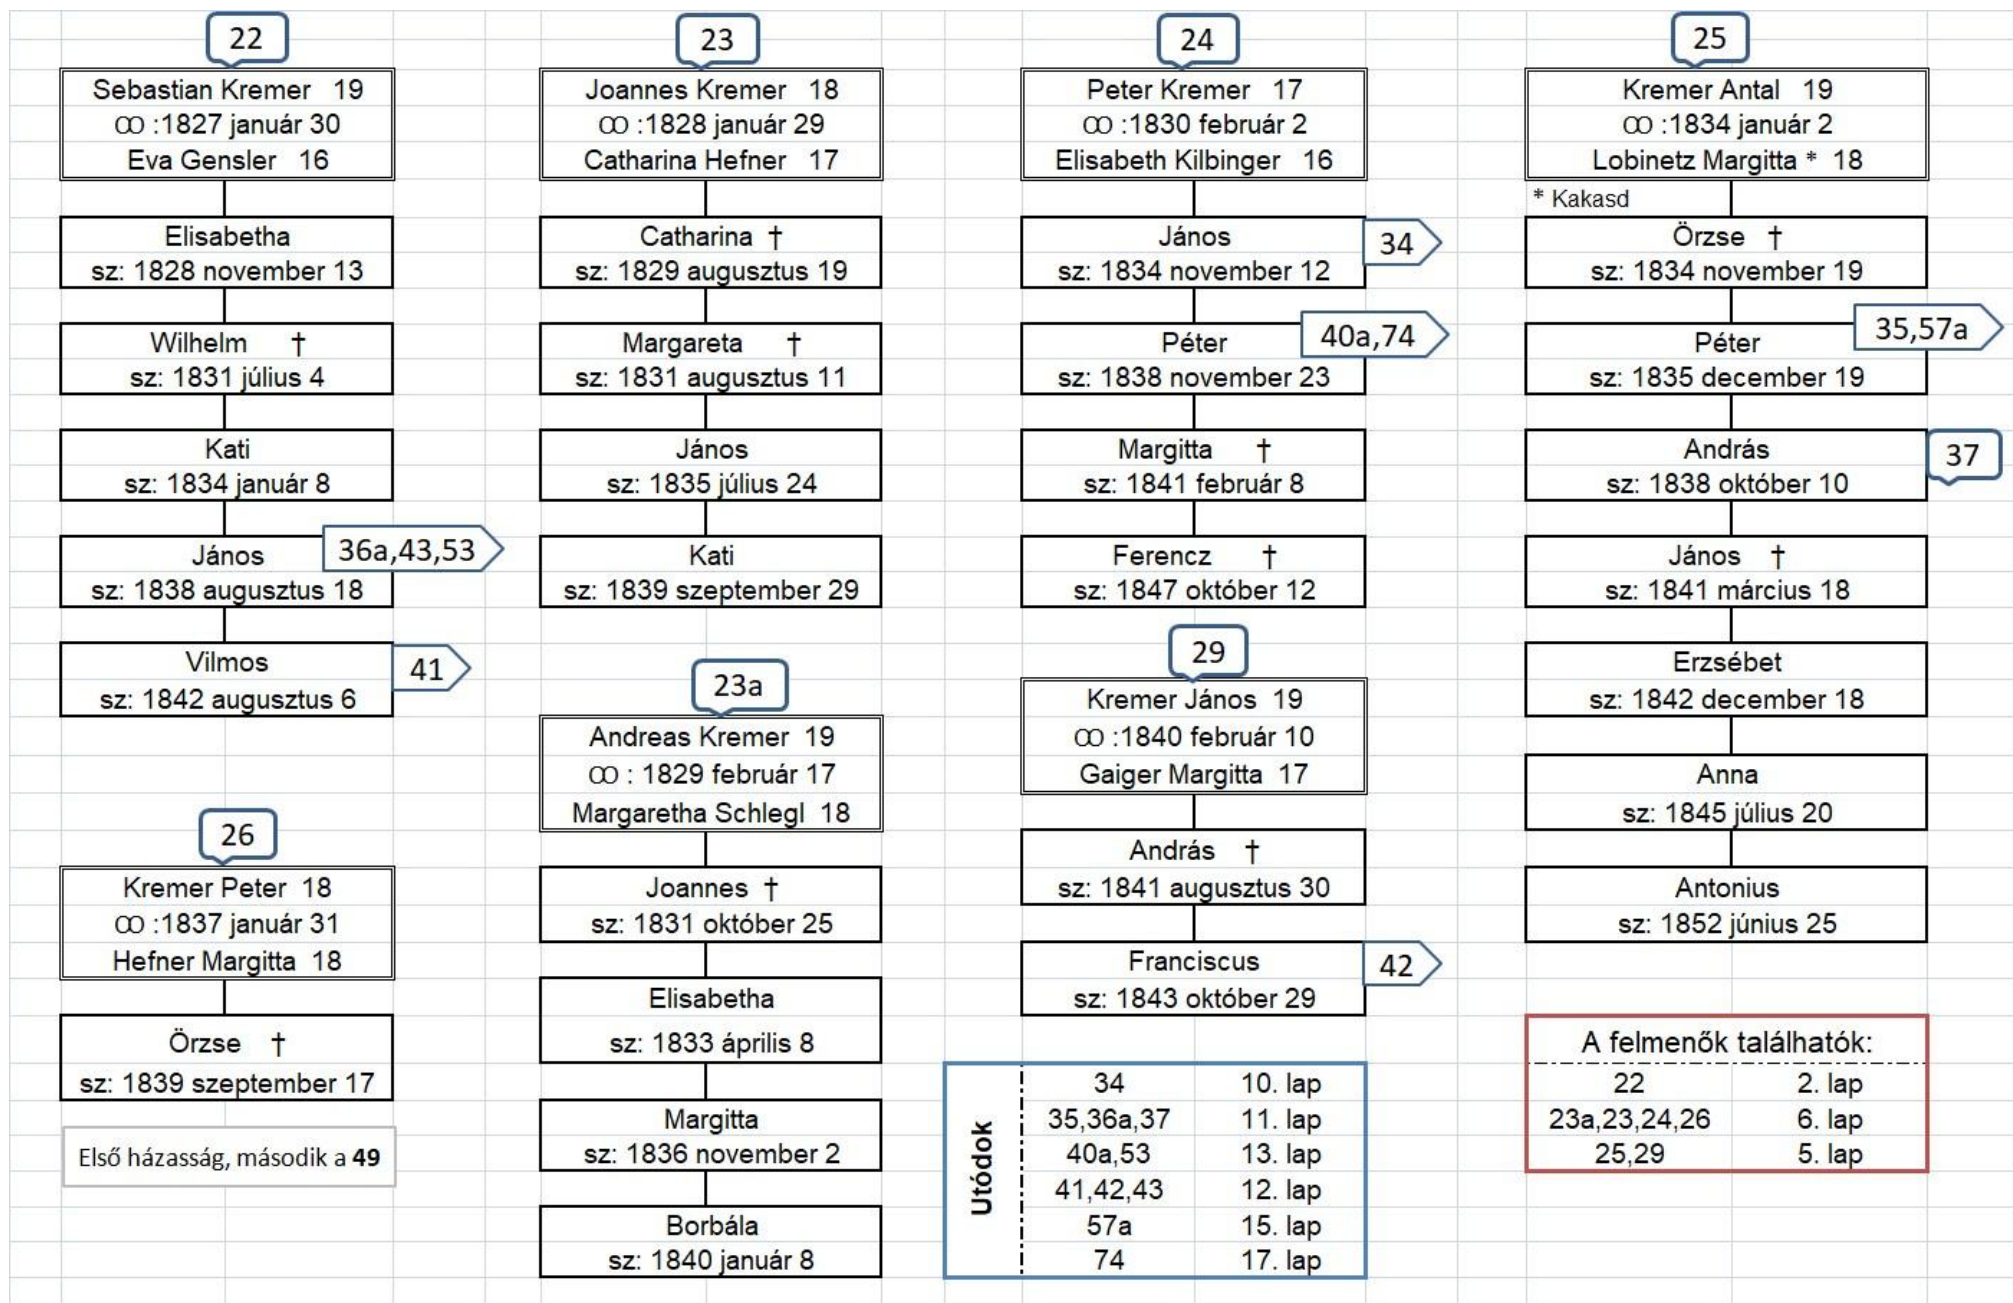 22
Sebastian Kremer 19
∞ :1827 január 30
Eva Gensler 16
Elisabetha
sz: 1828 november 13
Wilhelm †
sz: 1831 július 4
Kati
sz: 1834 január 8
János
sz: 1838 augusztus 18
36a,43,53
Vilmos
sz: 1842 augusztus 6
41
26
Kremer Peter 18
∞ :1837 január 31
Hefner Margitta 18
Örzse †
sz: 1839 szeptember 17
Első házasság, második a 49
23
Joannes Kremer 18
∞ :1828 január 29
Catharina Hefner 17
Catharina †
sz: 1829 augusztus 19
Margareta †
sz: 1831 augusztus 11
János
sz: 1835 július 24
Kati
sz: 1839 szeptember 29
23a
Andreas Kremer 19
∞ : 1829 február 17
Margaretha Schlegl 18
Joannes †
sz: 1831 október 25
Elisabetha
sz: 1833 április 8
Margitta
sz: 1836 november 2
Borbála
sz: 1840 január 8
24
Peter Kremer 17
∞ :1830 február 2
Elisabeth Kilbinger 16
János
sz: 1834 november 12
34
Péter
sz: 1838 november 23
40a,74
Margitta †
sz: 1841 február 8
Ferencz †
sz: 1847 október 12
29
Kremer János 19
∞ :1840 február 10
Gaiger Margitta 17
András †
sz: 1841 augusztus 30
Franciscus
sz: 1843 október 29
42
Utódok
34 10. lap
35,36a,37 11. lap
40a,53 13. lap
41,42,43 12. lap
57a 15. lap
74 17. lap
25
Kremer Antal 19
∞ :1834 január 2
Lobinetz Margitta * 18
* Kakasd
Örzse †
sz: 1834 november 19
Péter
sz: 1835 december 19
35,57a
András
sz: 1838 október 10
37
János †
sz: 1841 március 18
Erzsébet
sz: 1842 december 18
Anna
sz: 1845 július 20
Antonius
sz: 1852 június 25
A felmenők találhatók:
22 2. lap
23a,23,24,26 6. lap
25,29 5. lap